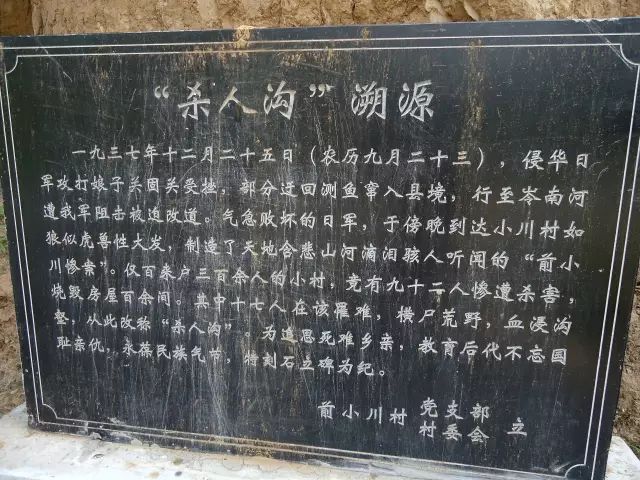 “杀人沟”溯源
一九三七年十二月二十五日（农历九月二十三），侵华日
军攻打娘子关固关受挫，部分迂回测鱼窜入县境，行至岑南河
遭我军阻击被迫改道。气急败坏的日军，于傍晚到达小川村如
狼似虎兽性大发，制造了天地含悲山河滴泪骇人听闻的“前小
川惨案”。仅百来户三百余人的小村，竟有九十二人惨遭杀害，
烧毁房屋百余间。其中十七人在该沟罹难，横尸荒野，血浸沟
壑，从此改称“杀人沟”。为追思死难乡亲，教育后代不忘国
耻亲仇，永葆民族气节，特刻石立碑为纪。
前小川村 党支部 村委会 立